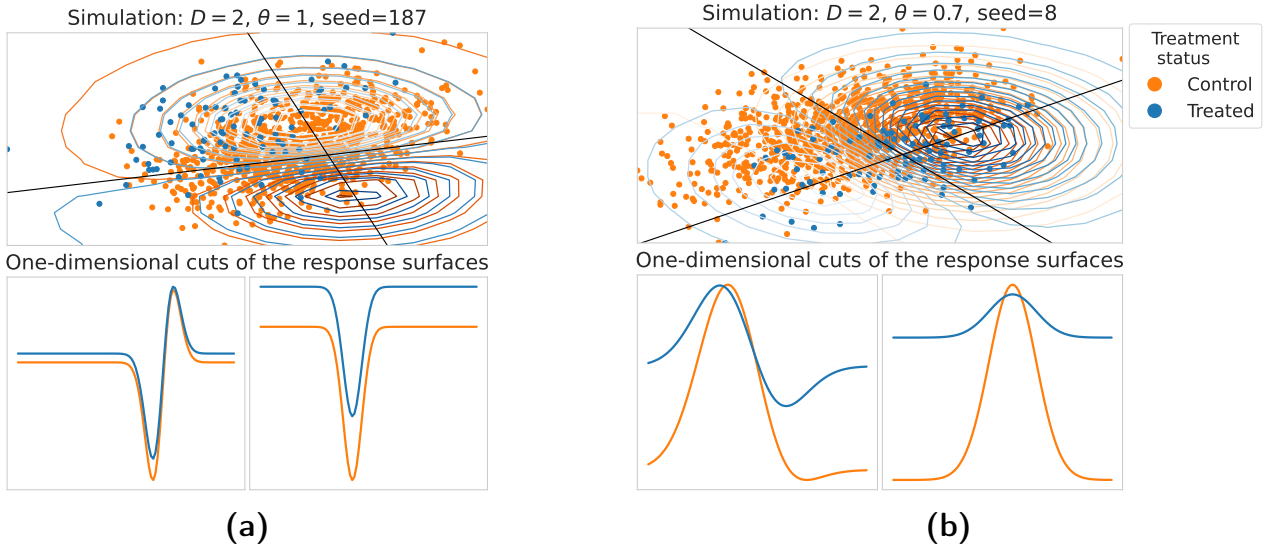 Simulation: D = 2, θ = 1, seed=187
One-dimensional cuts of the response surfaces
(a)
Simulation: D = 2, θ = 0.7, seed=8
Treatment
status
Control
Treated
One-dimensional cuts of the response surfaces
(b)